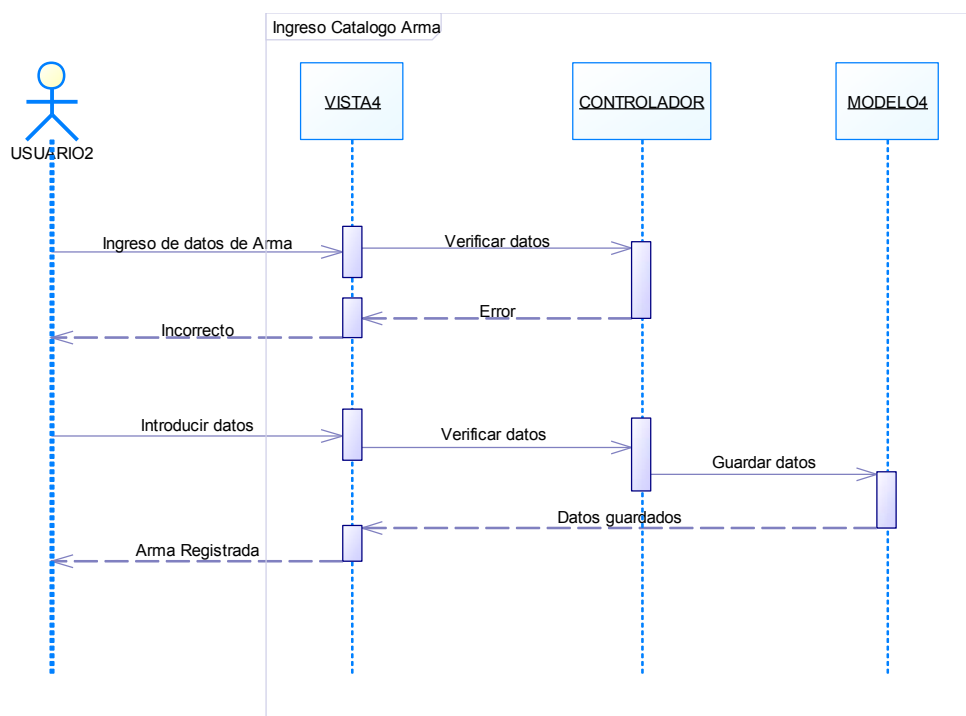 Ingreso Catalogo Arma
VISTA4
CONTROLADOR
MODELO4
USUARIO2
Ingreso de datos de Arma
Verificar datos
Error
Incorrecto
Introducir datos
Verificar datos
Guardar datos
Datos guardados
Arma Registrada